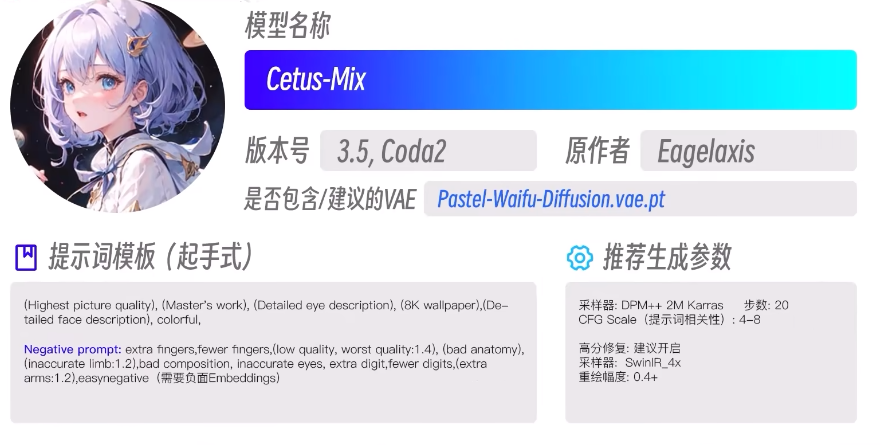 模型名称
Cetus-Mix
版本号 3.5, Coda2 原作者 Eagelaxis
是否包含/建议的VAE Pastel-Waifu-Diffusion.vae.pt
提示词模板（起手式）
(Highest picture quality), (Master's work), (Detailed eye description), (8K wallpaper),(De-
tailed face description), colorful,
Negative prompt: extra fingers,fewer fingers,(low quality, worst quality:1.4), (bad anatomy),
(inaccurate limb:1.2),bad composition, inaccurate eyes, extra digit,fewer digits,(extra
arms:1.2),easynegative（需要负面Embeddings）
推荐生成参数
采样器: DPM++ 2M Karras 步数: 20
CFG Scale（提示词相关性）: 4-8
高分修复: 建议开启
采样器: SwinIR_4x
重绘幅度: 0.4+